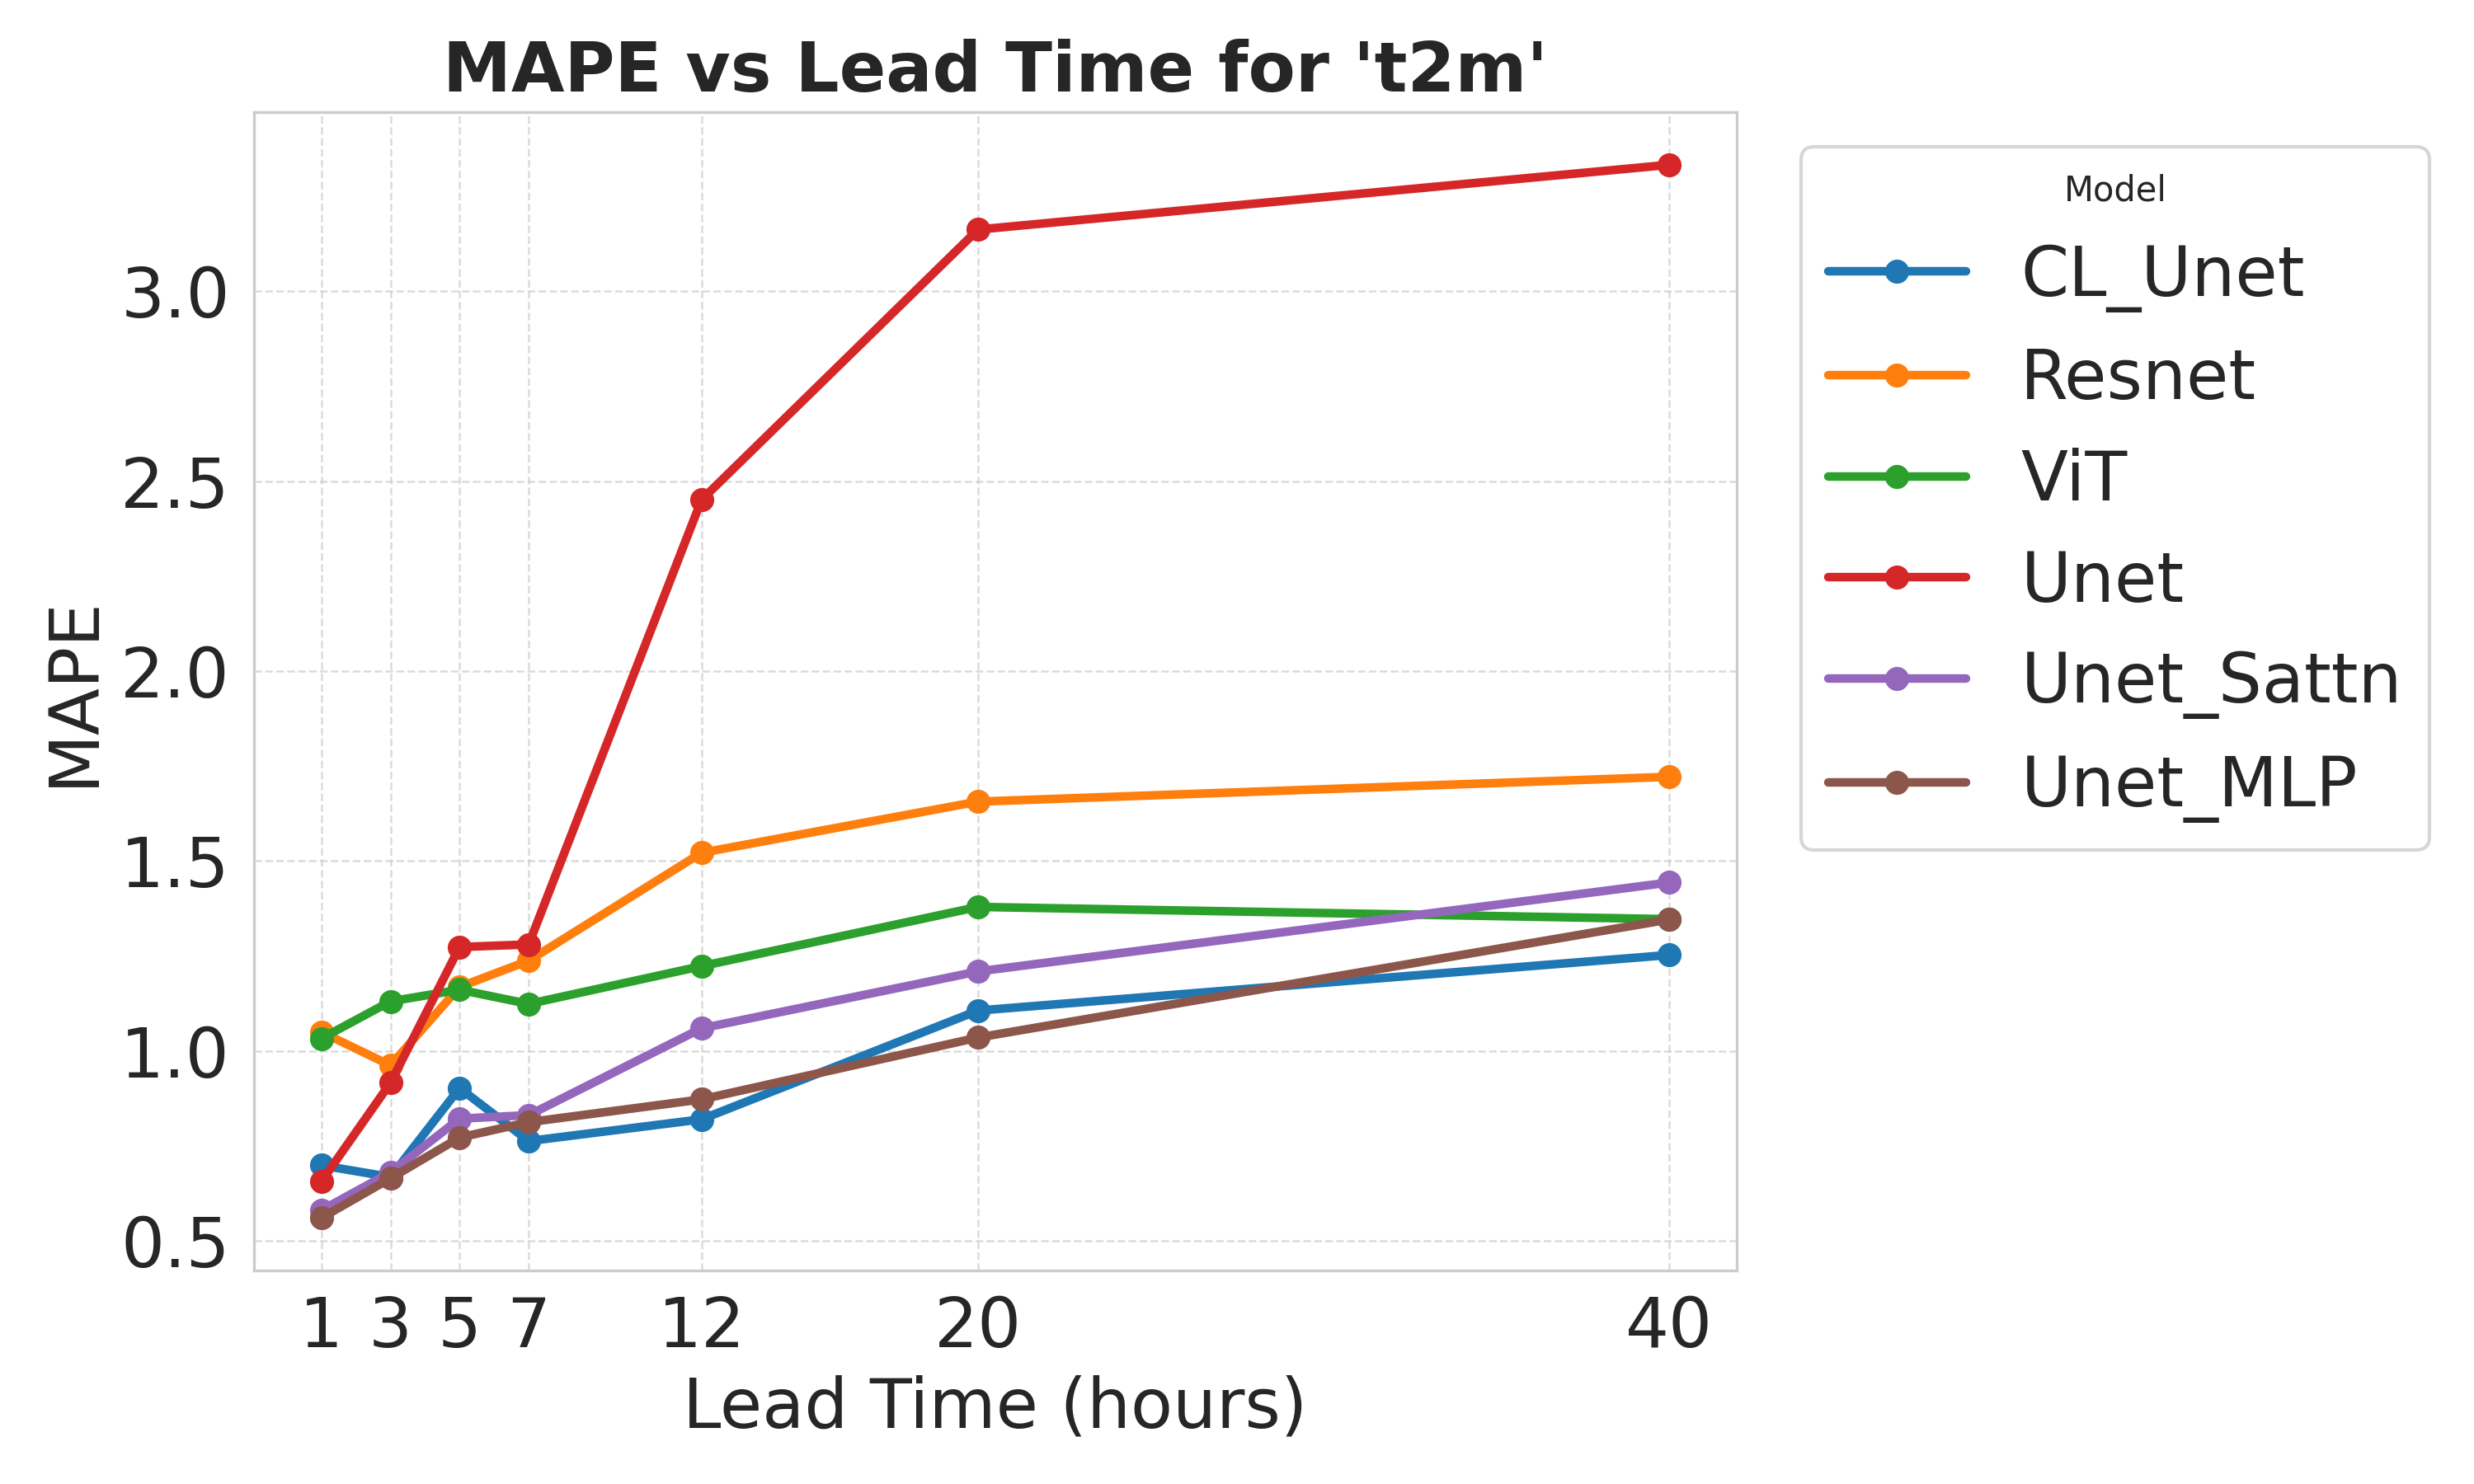 MAPE vs Lead Time for 't2m'
MAPE
3.0
2.5
2.0
1.5
1.0
0.5
1 3 5 7 12 20 40
Lead Time (hours)
Model
CL_Unet
Resnet
ViT
Unet
Unet_Sattn
Unet_MLP